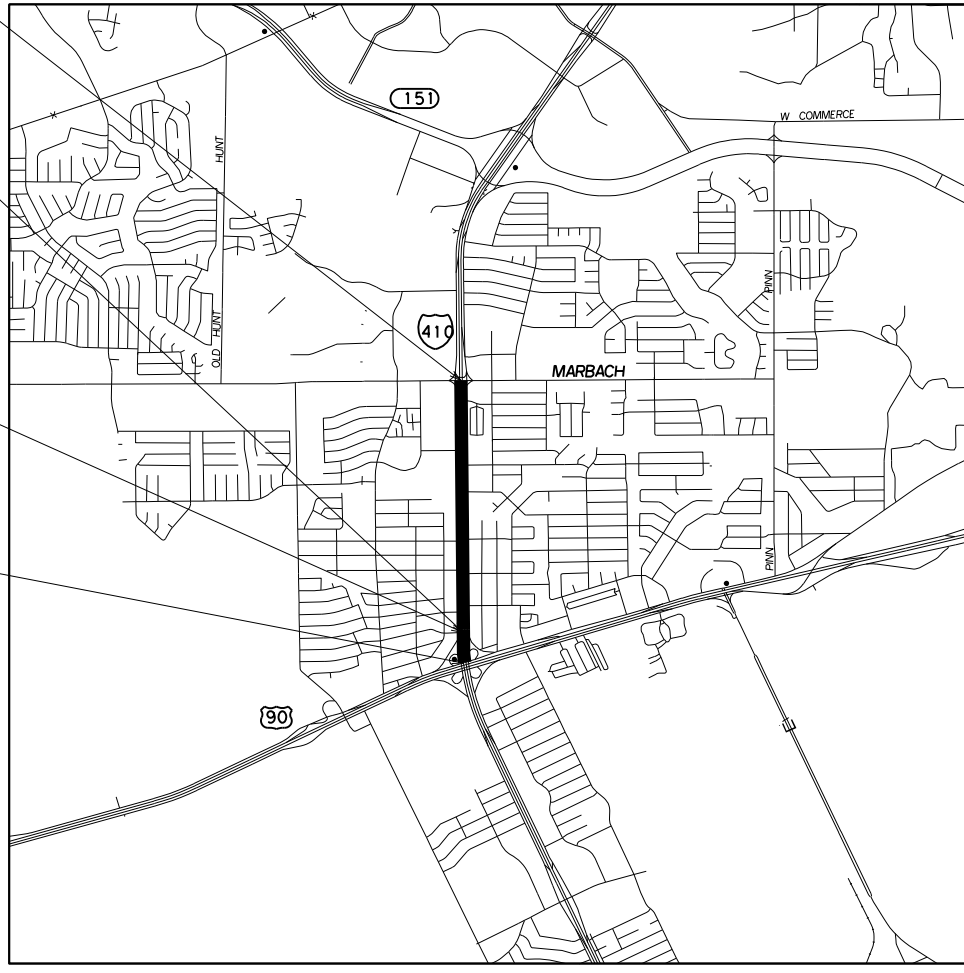 151
W COMMERCE
HUNT
PINN
OLD HUNT
410
MARBACH
PINN
90